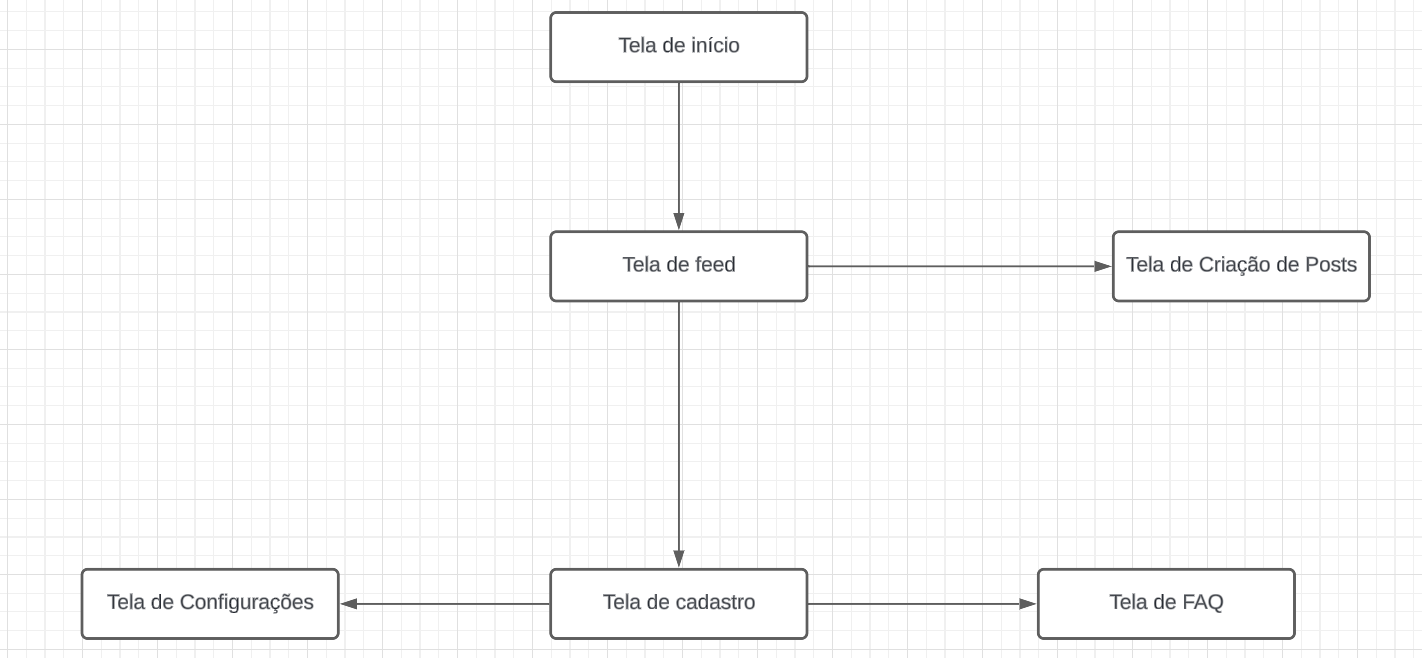 Tela de início
Tela de feed
Tela de Criação de Posts
Tela de Configurações
Tela de cadastro
Tela de FAQ